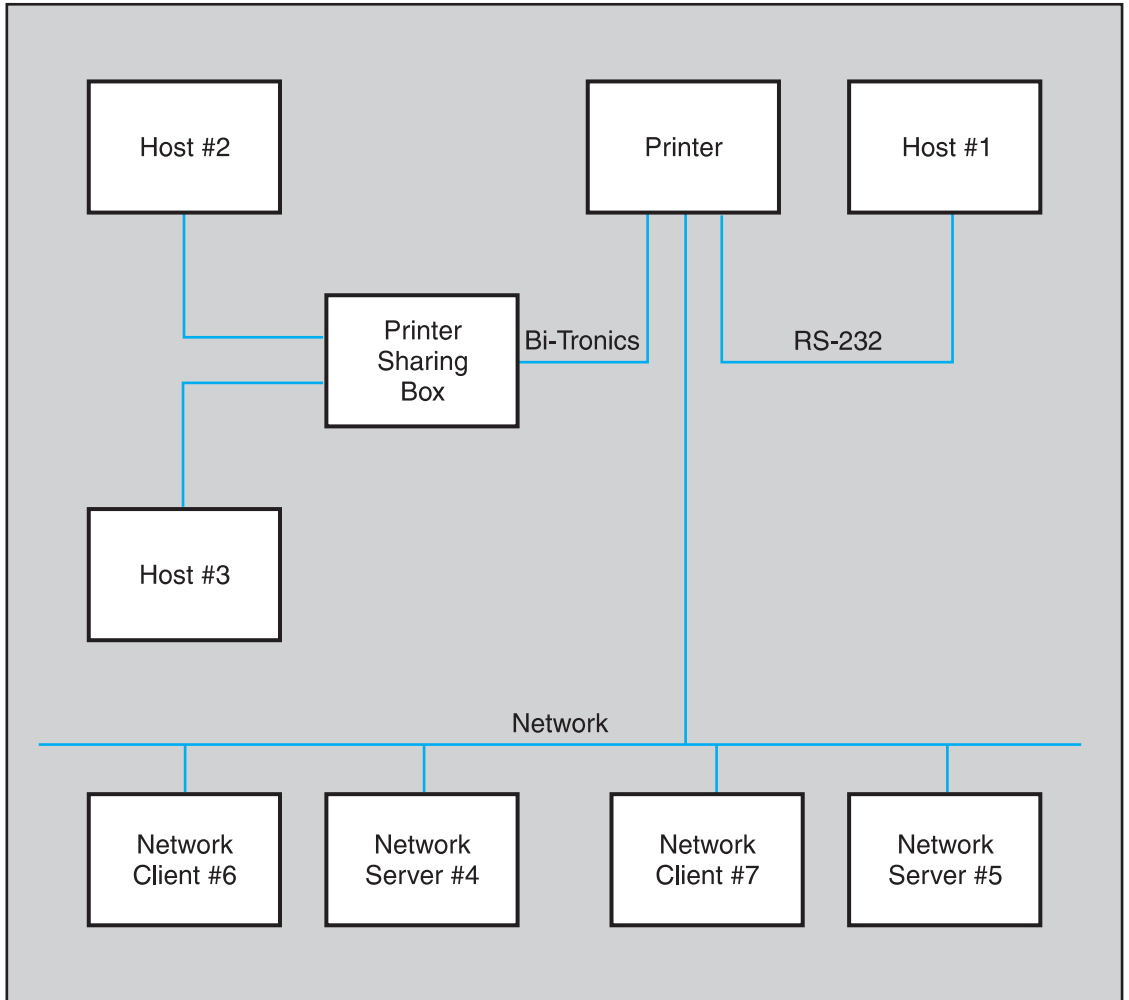 Host #2
Printer
Host #1
Printer
Sharing
Box
Bi-Tronics
RS-232
Host #3
Network
Network
Client #6
Network
Server #4
Network
Client #7
Network
Server #5